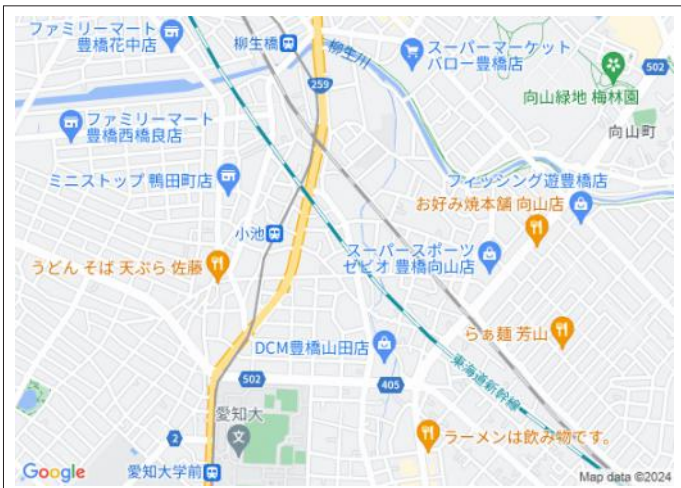 ファミリーマート
豊橋花中店
柳生橋
柳生川
スーパーマーケット
バロー豊橋店
259
502
向山緑地 梅林園
向山町
ファミリーマート
豊橋西橋良店
ミニストップ 鴨田町店
フィッシング遊豊橋店
お好み焼本舗 向山店
小池
スーパースポーツ
ゼビオ 豊橋向山店
うどん そば 天ぷら 佐藤
らぁ麺 芳山
DCM豊橋山田店
東海道新幹線
502
405
愛知大
2
ラーメンは飲み物です。
Google
愛知大学前
Map data ©2024